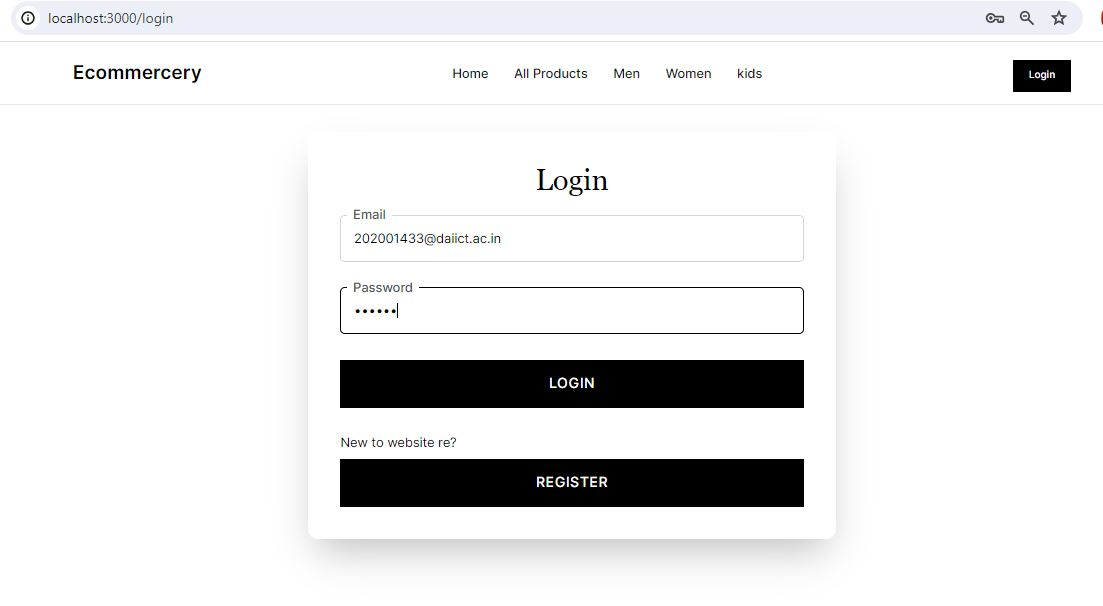 localhost:3000/login
Ecommercery Home All Products Men Women kids Login
Login
Email
202001433@daiict.ac.in
Password
••••••
LOGIN
New to website re?
REGISTER